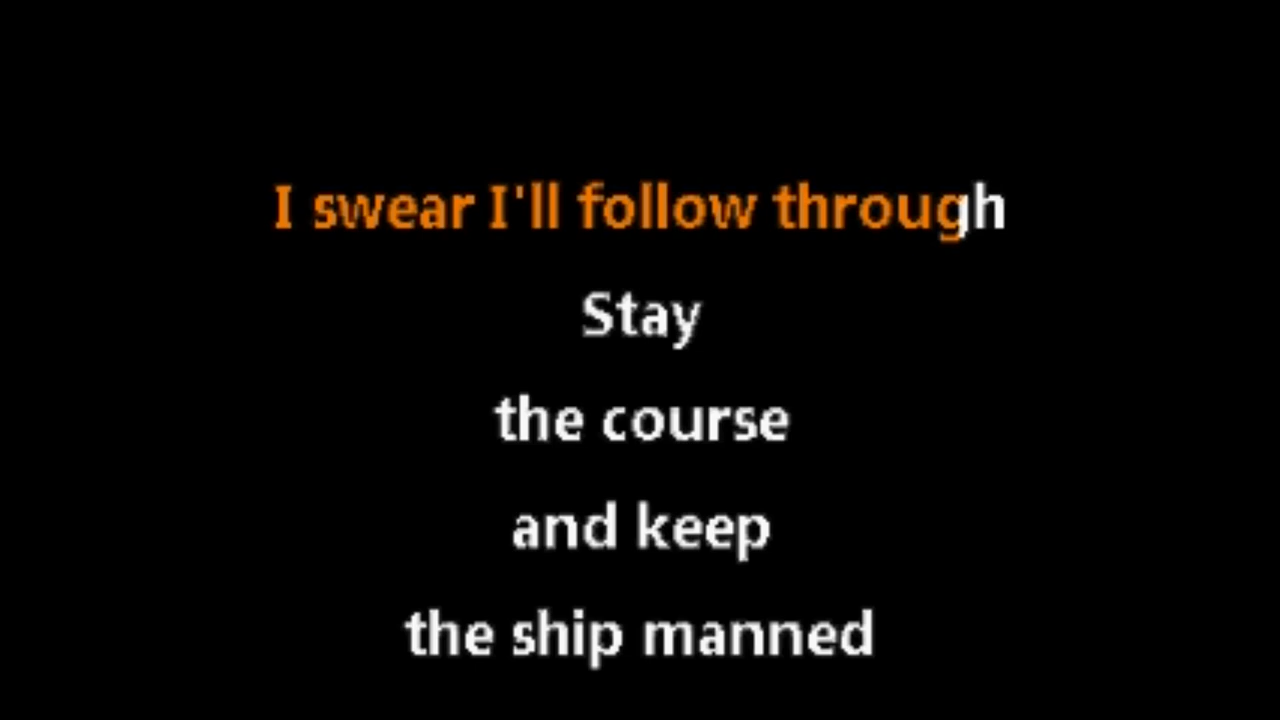 I swear I'll follow through
Stay
the course
and keep
the ship manned